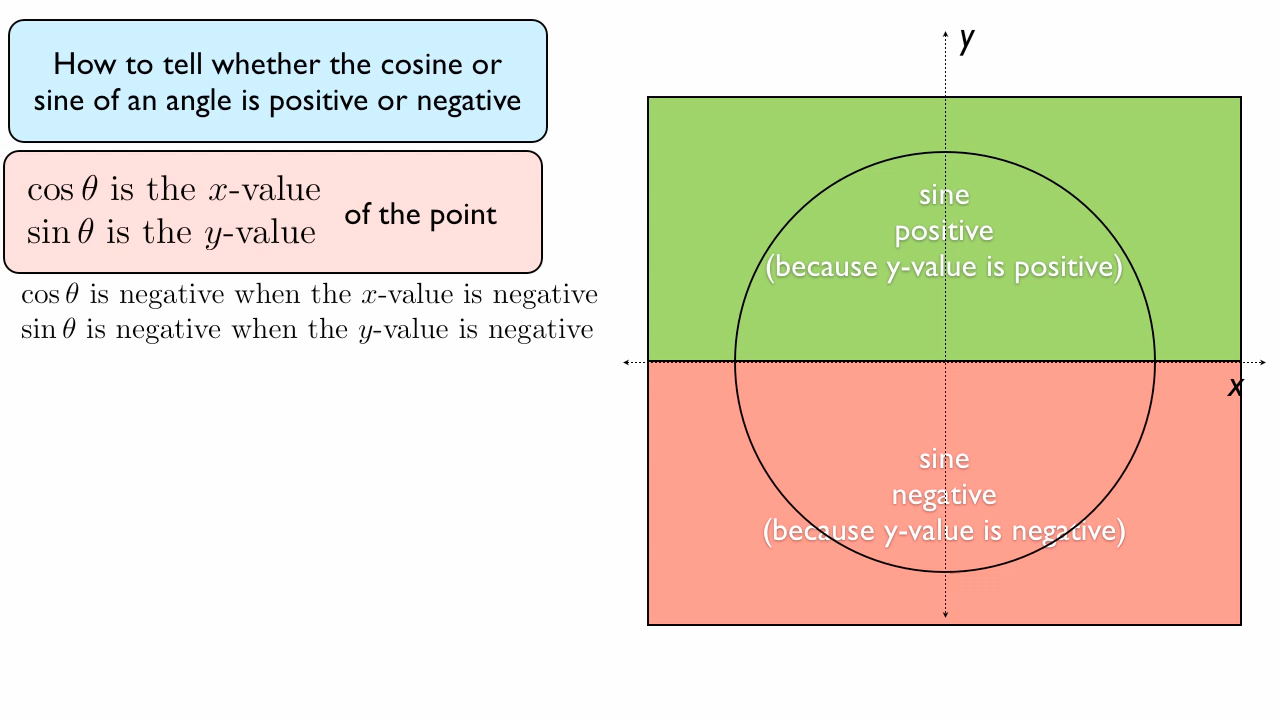 How to tell whether the cosine or
sine of an angle is positive or negative
cos θ is the x-value
sin θ is the y-value
of the point
cos θ is negative when the x-value is negative
sin θ is negative when the y-value is negative
y
sine
positive
(because y-value is positive)
x
sine
negative
(because y-value is negative)